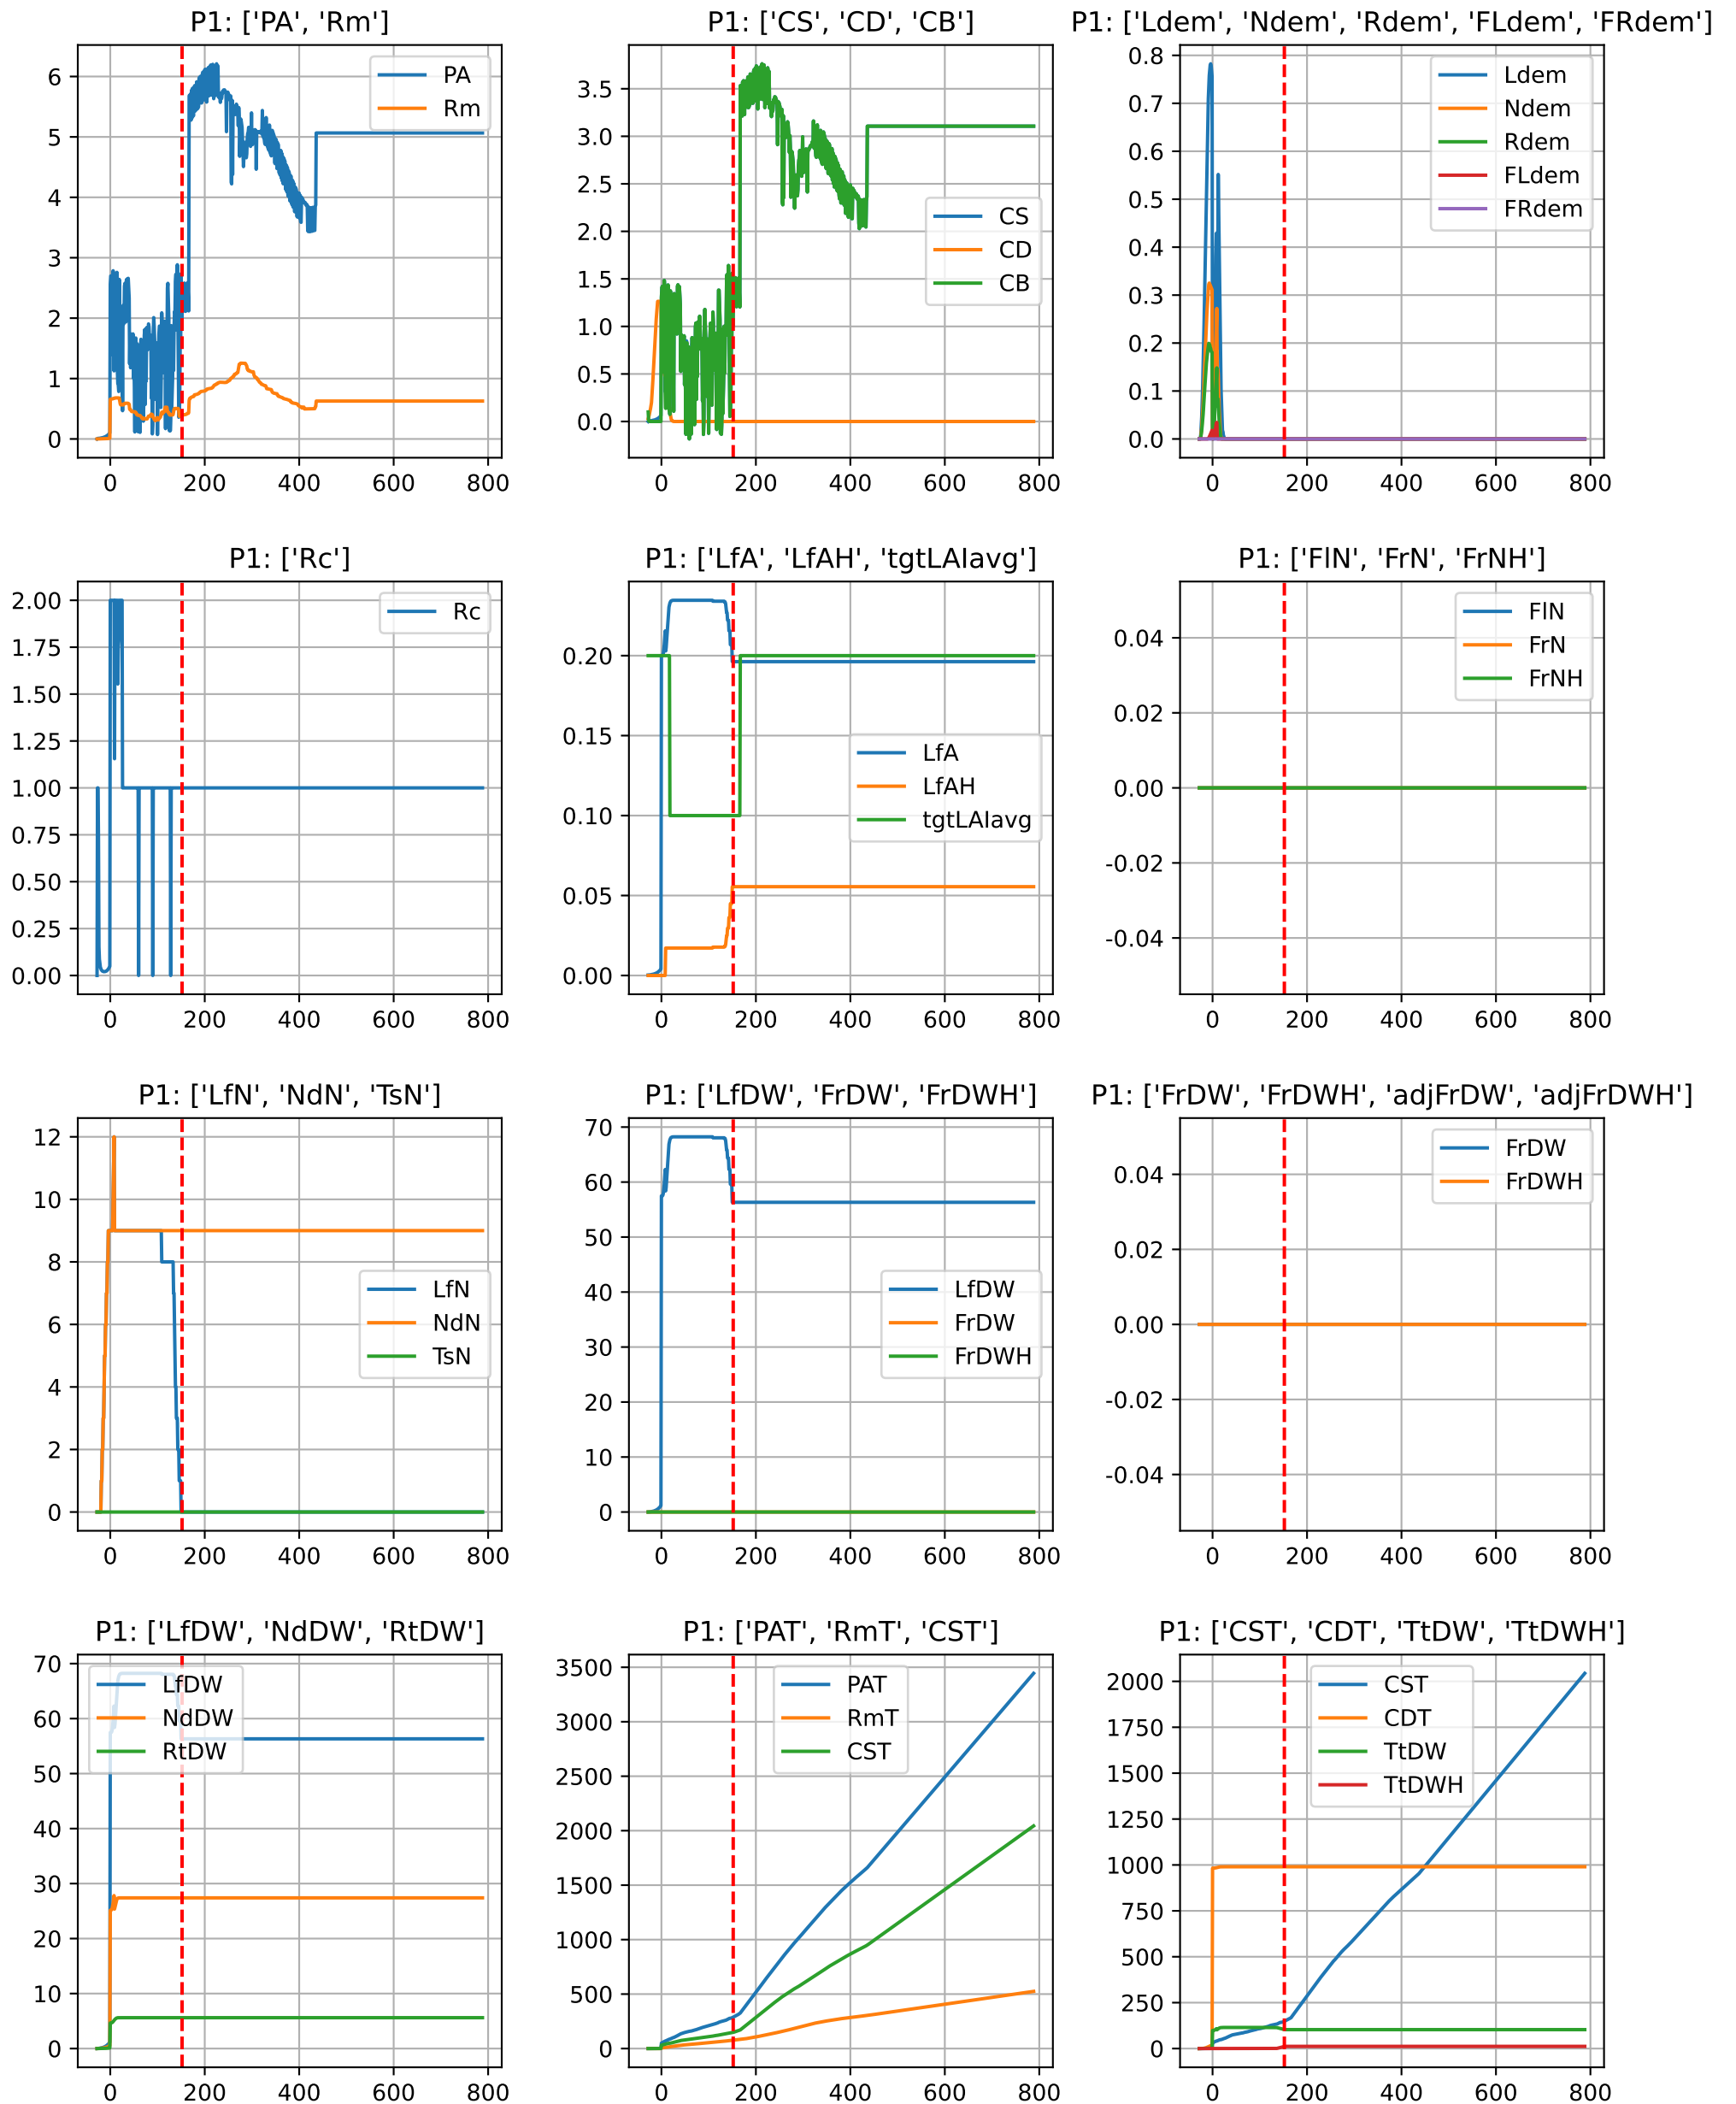 P1: ['PA', 'Rm']
P1: ['CS', 'CD', 'CB']
P1: ['Ldem', 'Ndem', 'Rdem', 'FLdem', 'FRdem']
6
5
4
3
2
1
0
PA
Rm
0 200 400 600 800
3.5
3.0
2.5
2.0
1.5
1.0
0.5
0.0
CS
CD
CB
0 200 400 600 800
0.8
0.7
0.6
0.5
0.4
0.3
0.2
0.1
0.0
Ldem
Ndem
Rdem
FLdem
FRdem
0 200 400 600 800
P1: ['Rc']
P1: ['LfA', 'LfAH', 'tgtLAIavg']
P1: ['FlN', 'FrN', 'FrNH']
2.00
1.75
1.50
1.25
1.00
0.75
0.50
0.25
0.00
Rc
0 200 400 600 800
0.20
0.15
0.10
0.05
0.00
LfA
LfAH
tgtLAIavg
0 200 400 600 800
0.04
0.02
0.00
-0.02
-0.04
FlN
FrN
FrNH
0 200 400 600 800
P1: ['LfN', 'NdN', 'TsN']
P1: ['LfDW', 'FrDW', 'FrDWH']
P1: ['FrDW', 'FrDWH', 'adjFrDW', 'adjFrDWH']
12
10
8
6
4
2
0
LfN
NdN
TsN
0 200 400 600 800
70
60
50
40
30
20
10
0
LfDW
FrDW
FrDWH
0 200 400 600 800
0.04
0.02
0.00
-0.02
-0.04
FrDW
FrDWH
0 200 400 600 800
P1: ['LfDW', 'NdDW', 'RtDW']
P1: ['PAT', 'RmT', 'CST']
P1: ['CST', 'CDT', 'TtDW', 'TtDWH']
70
60
50
40
30
20
10
0
LfDW
NdDW
RtDW
0 200 400 600 800
3500
3000
2500
2000
1500
1000
500
0
PAT
RmT
CST
0 200 400 600 800
2000
1750
1500
1250
1000
750
500
250
0
CST
CDT
TtDW
TtDWH
0 200 400 600 800